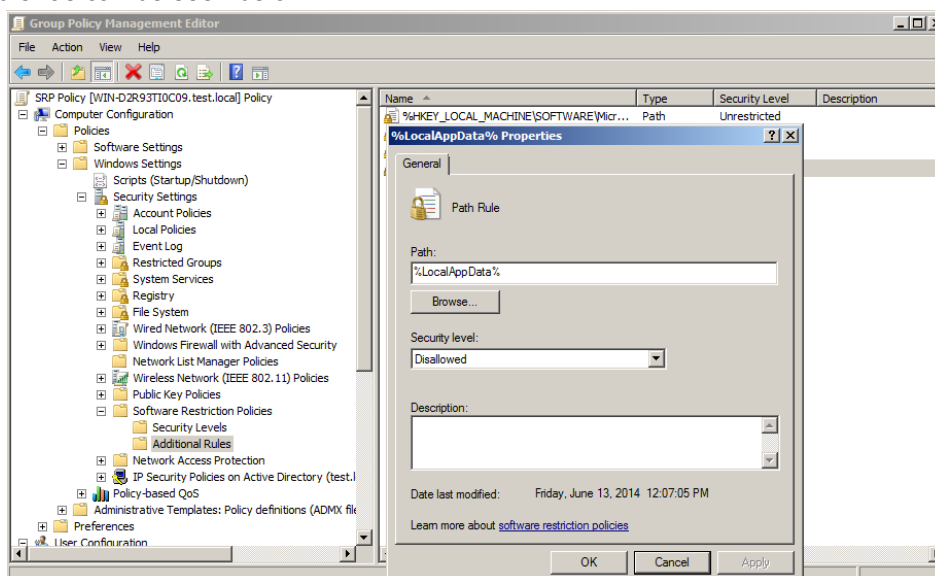 Group Policy Management Editor
File Action View Help
SRP Policy [WIN-D2R93TI0C09.test.local] Policy
Computer Configuration
Policies
Software Settings
Windows Settings
Scripts (Startup/Shutdown)
Security Settings
Account Policies
Local Policies
Event Log
Restricted Groups
System Services
Registry
File System
Wired Network (IEEE 802.3) Policies
Windows Firewall with Advanced Security
Network List Manager Policies
Wireless Network (IEEE 802.11) Policies
Public Key Policies
Software Restriction Policies
Security Levels
Additional Rules
Network Access Protection
IP Security Policies on Active Directory (test.l
Policy-based QoS
Administrative Templates: Policy definitions (ADMX file
Preferences
User Configuration
Name Type Security Level Description
%HKEY_LOCAL_MACHINE\SOFTWARE\Micr... Path Unrestricted
%LocalAppData% Properties
General
Path Rule
Path:
%LocalAppData%
Browse...
Security level:
Disallowed
Description:
Date last modified: Friday, June 13, 2014 12:07:05 PM
Learn more about software restriction policies
OK Cancel Apply